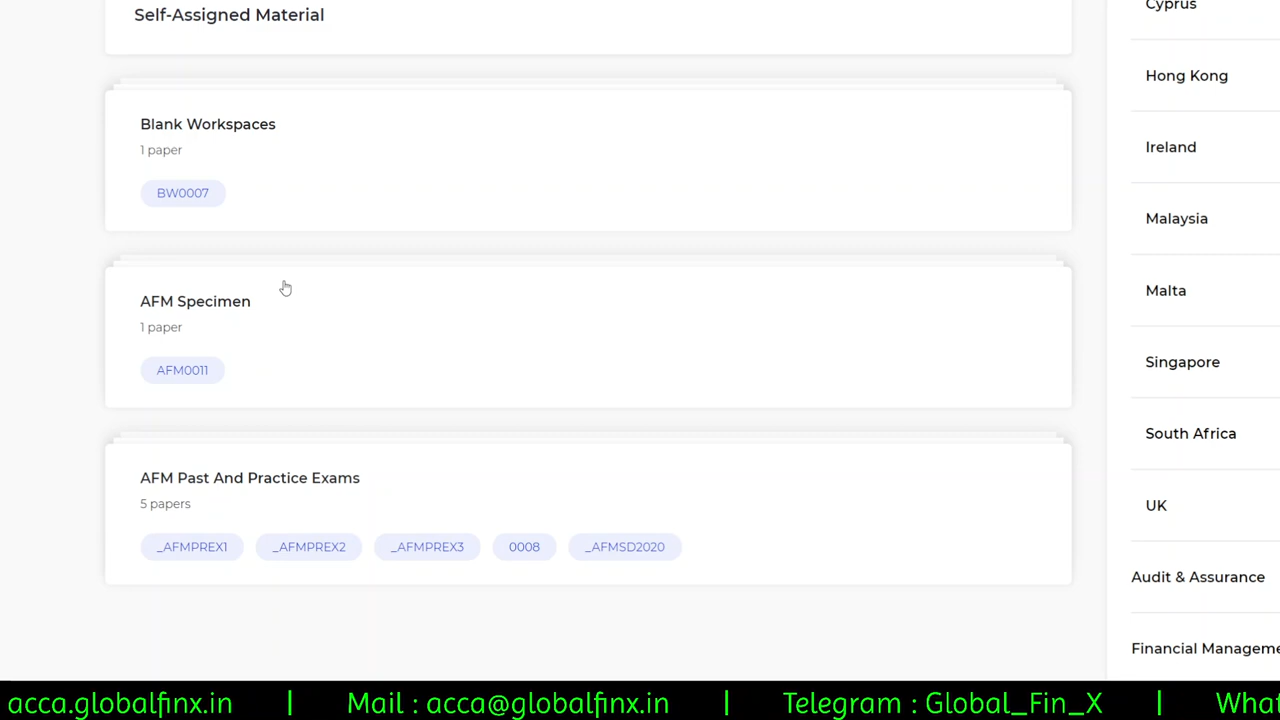 Self-Assigned Material
Blank Workspaces
1 paper
BW0007
AFM Specimen
1 paper
AFM0011
AFM Past And Practice Exams
5 papers
_AFMPREX1 _AFMPREX2 _AFMPREX3 0008 _AFMSD2020
Cyprus
Hong Kong
Ireland
Malaysia
Malta
Singapore
South Africa
UK
Audit & Assurance
Financial Manageme
acca.globalfinx.in | Mail : acca@globalfinx.in | Telegram : Global_Fin_X | What